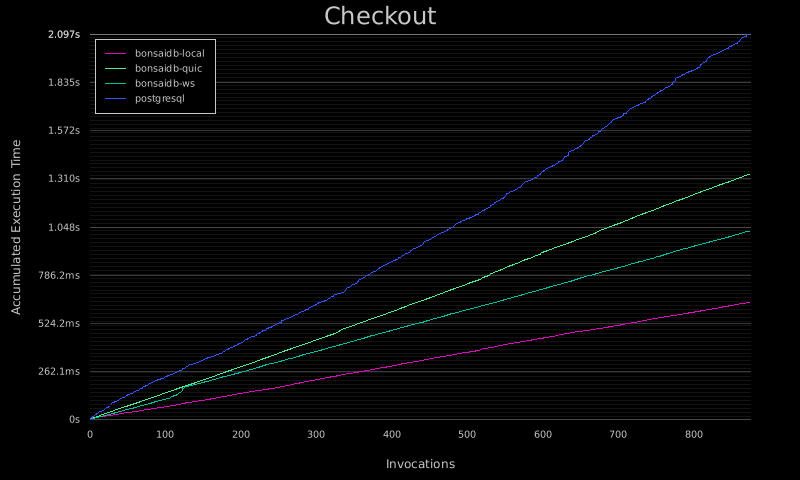 Checkout
2.097s
1.835s
1.572s
1.310s
1.048s
786.2ms
524.2ms
262.1ms
0s
bonsaidb-local
bonsaidb-quic
bonsaidb-ws
postgresql
Accumulated Execution Time
0 100 200 300 400 500 600 700 800
Invocations